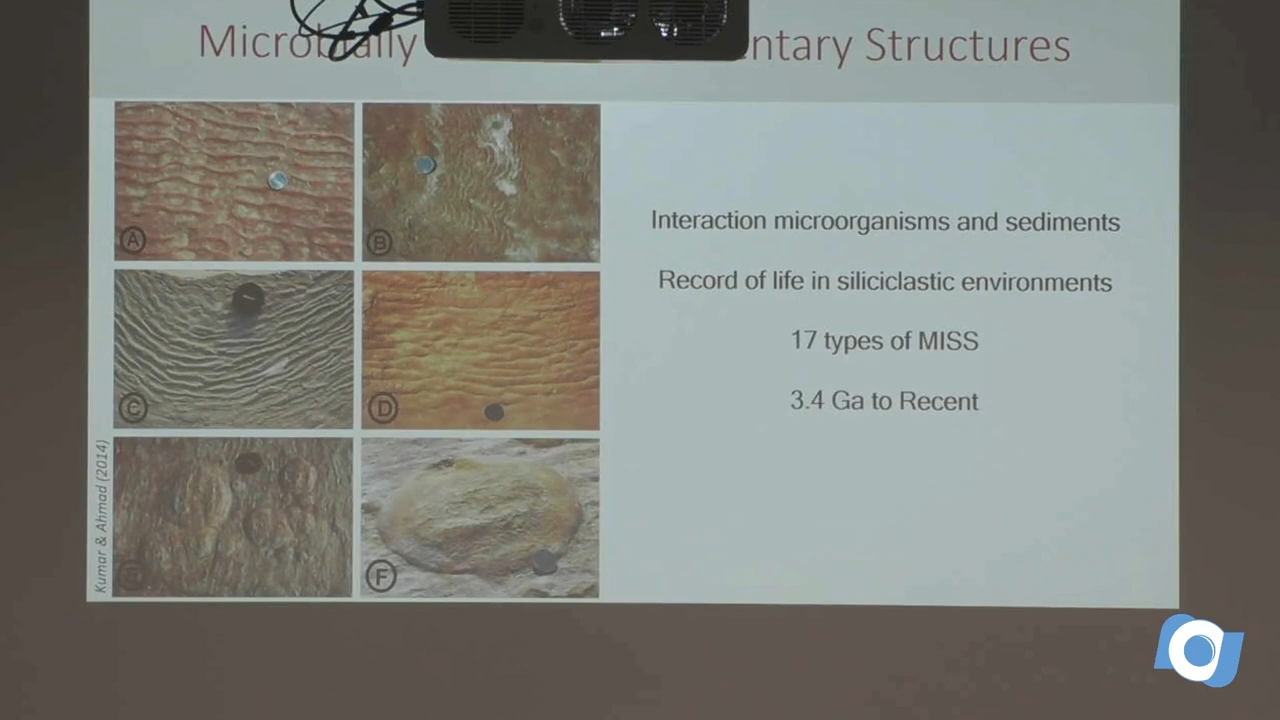 Microbially ntary Structures
A
B
C
D
F
Kumar & Ahmad (2014)
Interaction microorganisms and sediments
Record of life in siliciclastic environments
17 types of MISS
3.4 Ga to Recent